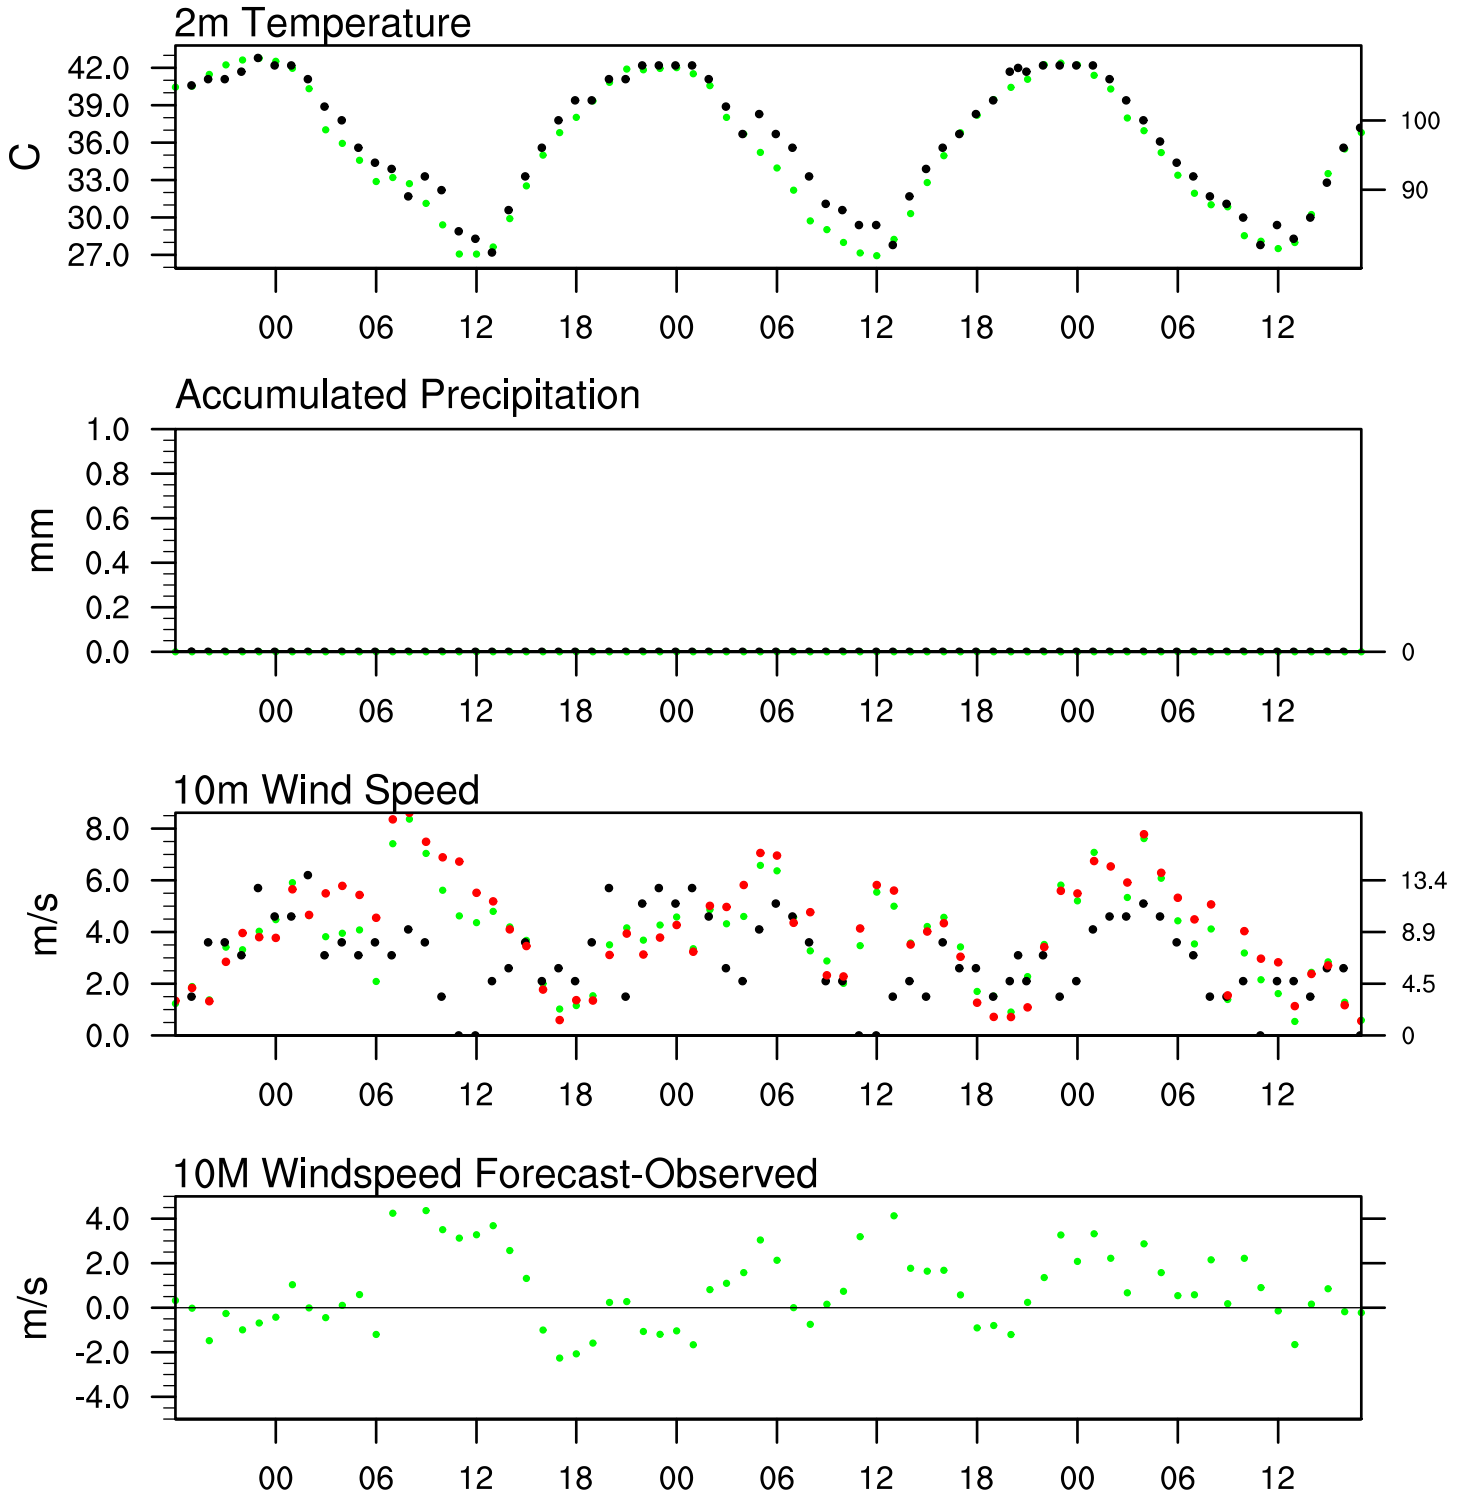 2m Temperature
42.0
39.0
36.0
33.0
30.0
27.0
C
100
90
00 06 12 18 00 06 12 18 00 06 12
Accumulated Precipitation
1.0
0.8
0.6
0.4
0.2
0.0
mm
0
00 06 12 18 00 06 12 18 00 06 12
10m Wind Speed
8.0
6.0
4.0
2.0
0.0
m/s
13.4
8.9
4.5
0
00 06 12 18 00 06 12 18 00 06 12
10M Windspeed Forecast-Observed
4.0
2.0
0.0
-2.0
-4.0
m/s
00 06 12 18 00 06 12 18 00 06 12